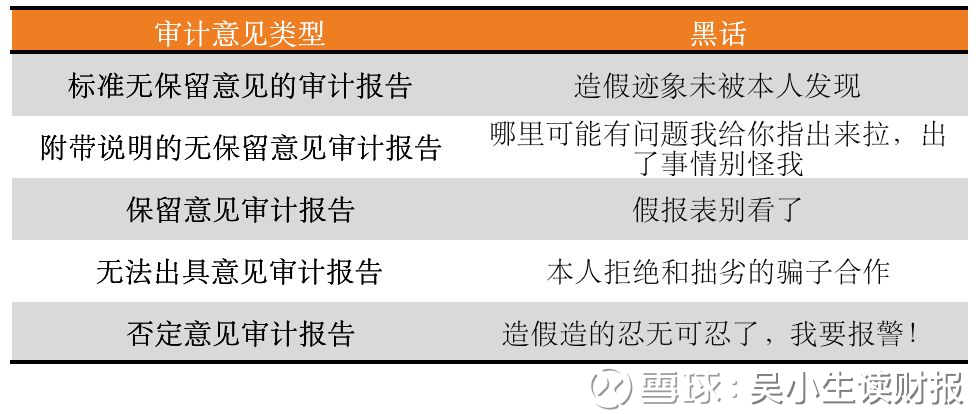 审计意见类型 黑话
标准无保留意见的审计报告 造假迹象未被本人发现
附带说明的无保留意见审计报告 哪里可能有问题我给你指出来拉，出
了事情别怪我
保留意见审计报告 假报表别看了
无法出具意见审计报告 本人拒绝和拙劣的骗子合作
否定意见审计报告 造假造的忍无可忍了，我要报警！
雪球：吴小生读财报